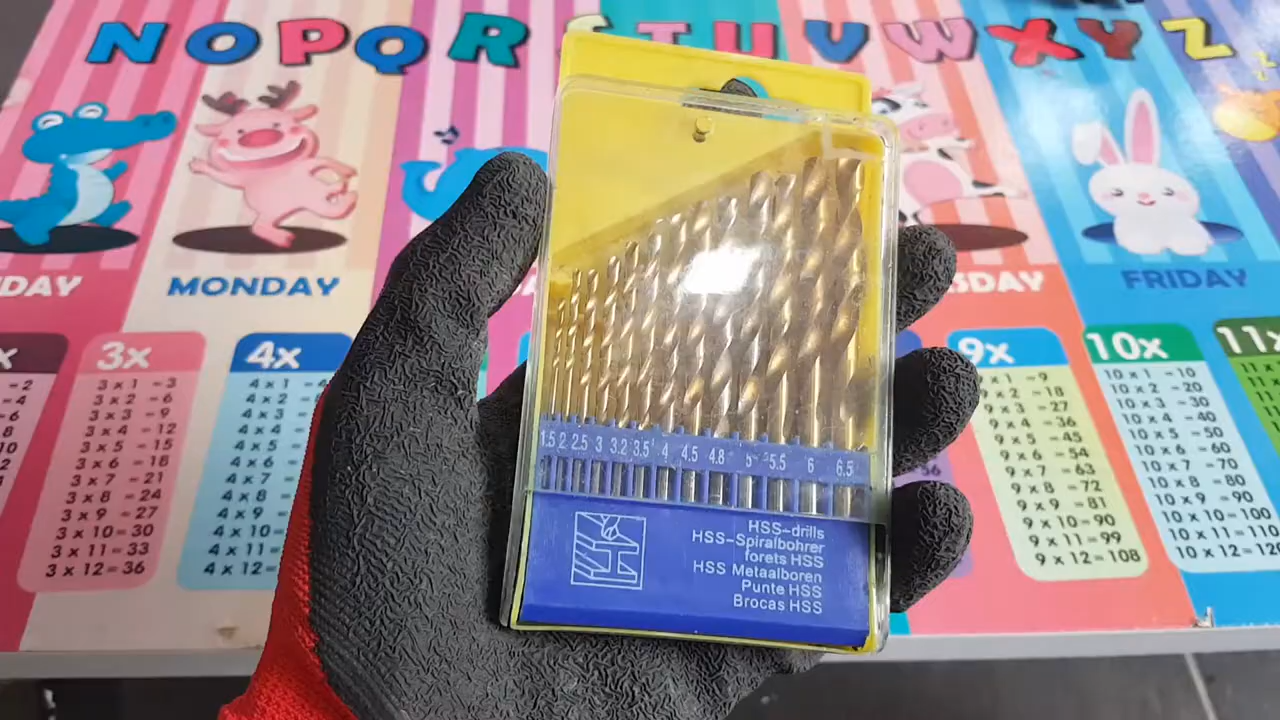 N O P Q R S T U V W X Y Z
MONDAY
FRIDAY
3x
3 x 1 = 3
3 x 2 = 6
3 x 3 = 9
3 x 4 = 12
3 x 5 = 15
3 x 6 = 18
3 x 7 = 21
3 x 8 = 24
3 x 9 = 27
3 x 10 = 30
3 x 11 = 33
3 x 12 = 36
4x
4 x 1
4 x 2
4 x 3
4 x 4
4 x 5
4 x 6
4 x 7
4 x 8
4 x 9
4 x 10
4 x 11
4 x 12
1.5 2 2.5 3 3.2 3.5 4 4.5 4.8 5 5.5 6 6.5
HSS-drills
HSS-Spiralbohrer
forets HSS
HSS Metaalboren
Punte HSS
Brocas HSS
9x
x 1 = 9
x 2 = 18
9 x 3 = 27
9 x 4 = 36
9 x 5 = 45
9 x 6 = 54
9 x 7 = 63
9 x 8 = 72
9 x 9 = 81
9 x 10 = 90
9 x 11 = 99
9 x 12 = 108
10x
10 x 1 = 10
10 x 2 = 20
10 x 3 = 30
10 x 4 = 40
10 x 5 = 50
10 x 6 = 60
10 x 7 = 70
10 x 8 = 80
10 x 9 = 90
10 x 10 = 100
10 x 11 = 110
10 x 12 = 120
11x